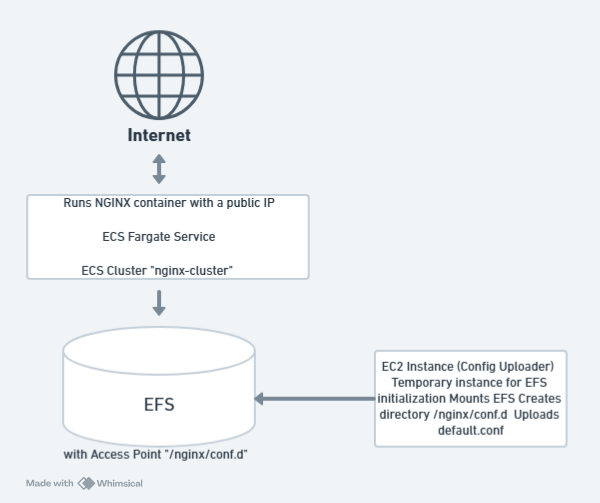 Internet
Runs NGINX container with a public IP
ECS Fargate Service
ECS Cluster "nginx-cluster"
EFS
with Access Point "/nginx/conf.d"
EC2 Instance (Config Uploader)
Temporary instance for EFS
initialization Mounts EFS Creates
directory /nginx/conf.d Uploads
default.conf
Made with Whimsical